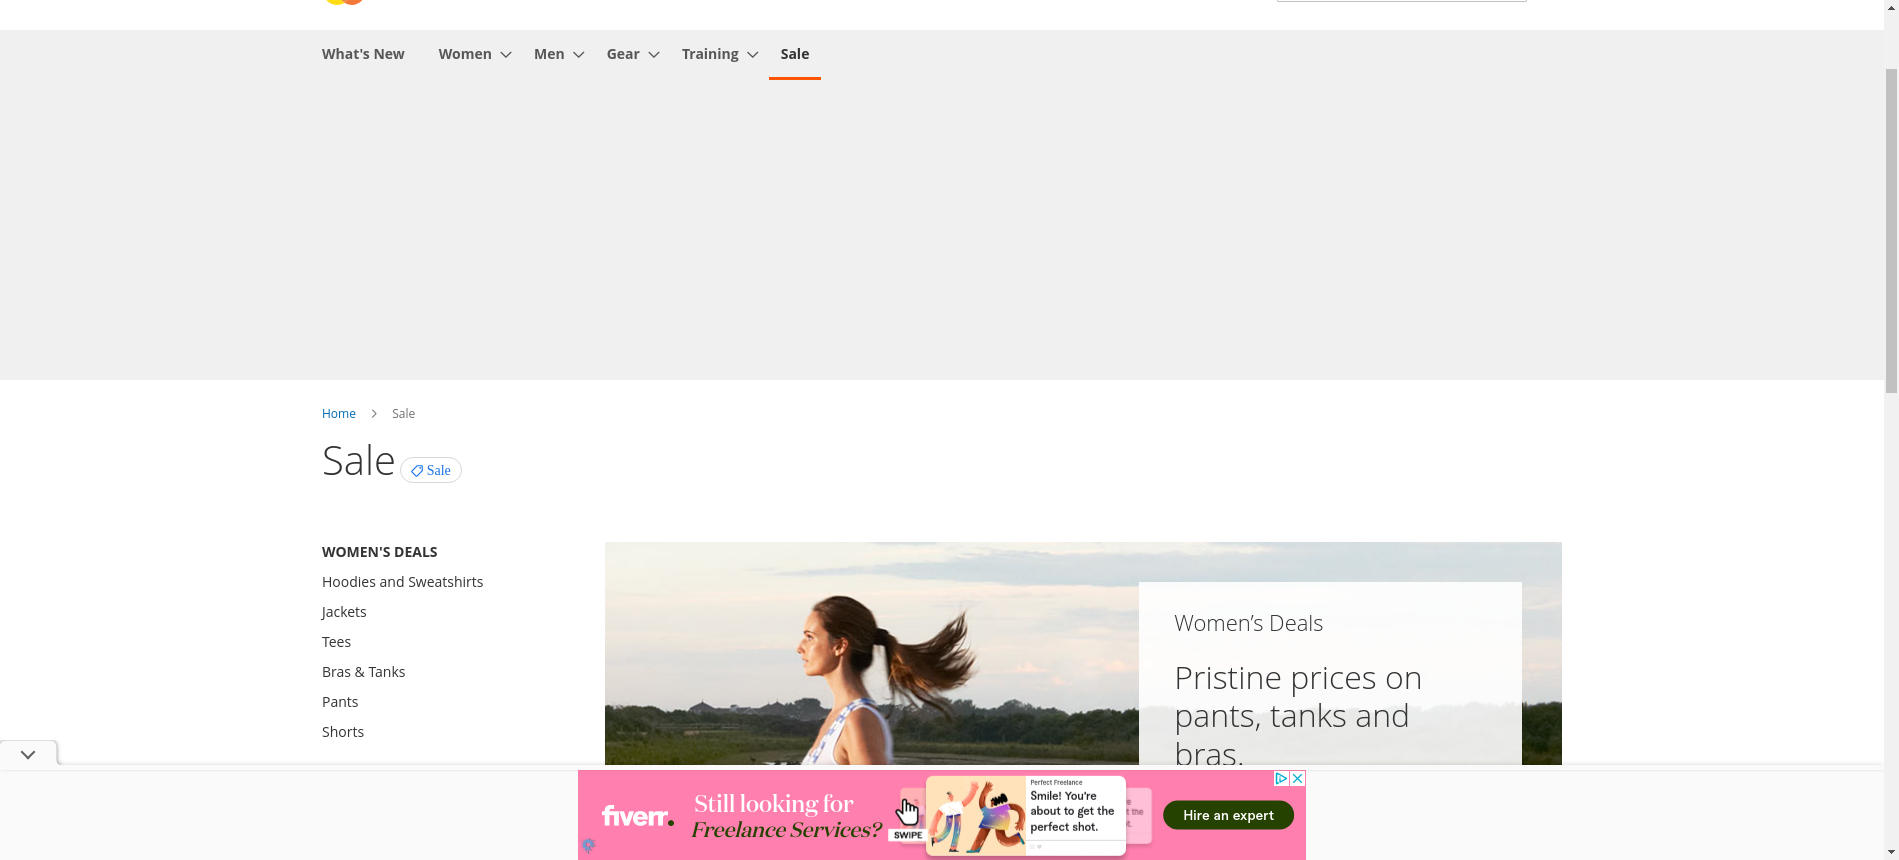 What's New Women Men Gear Training Sale
Home Sale
Sale Sale
WOMEN'S DEALS
Hoodies and Sweatshirts
Jackets
Tees
Bras & Tanks
Pants
Shorts
Women’s Deals
Pristine prices on
pants, tanks and
bras.
fiverr.
Still looking for
Freelance Services?
SWIPE
Perfect Freelance
Smile! You're
about to get the
perfect shot.
Hire an expert